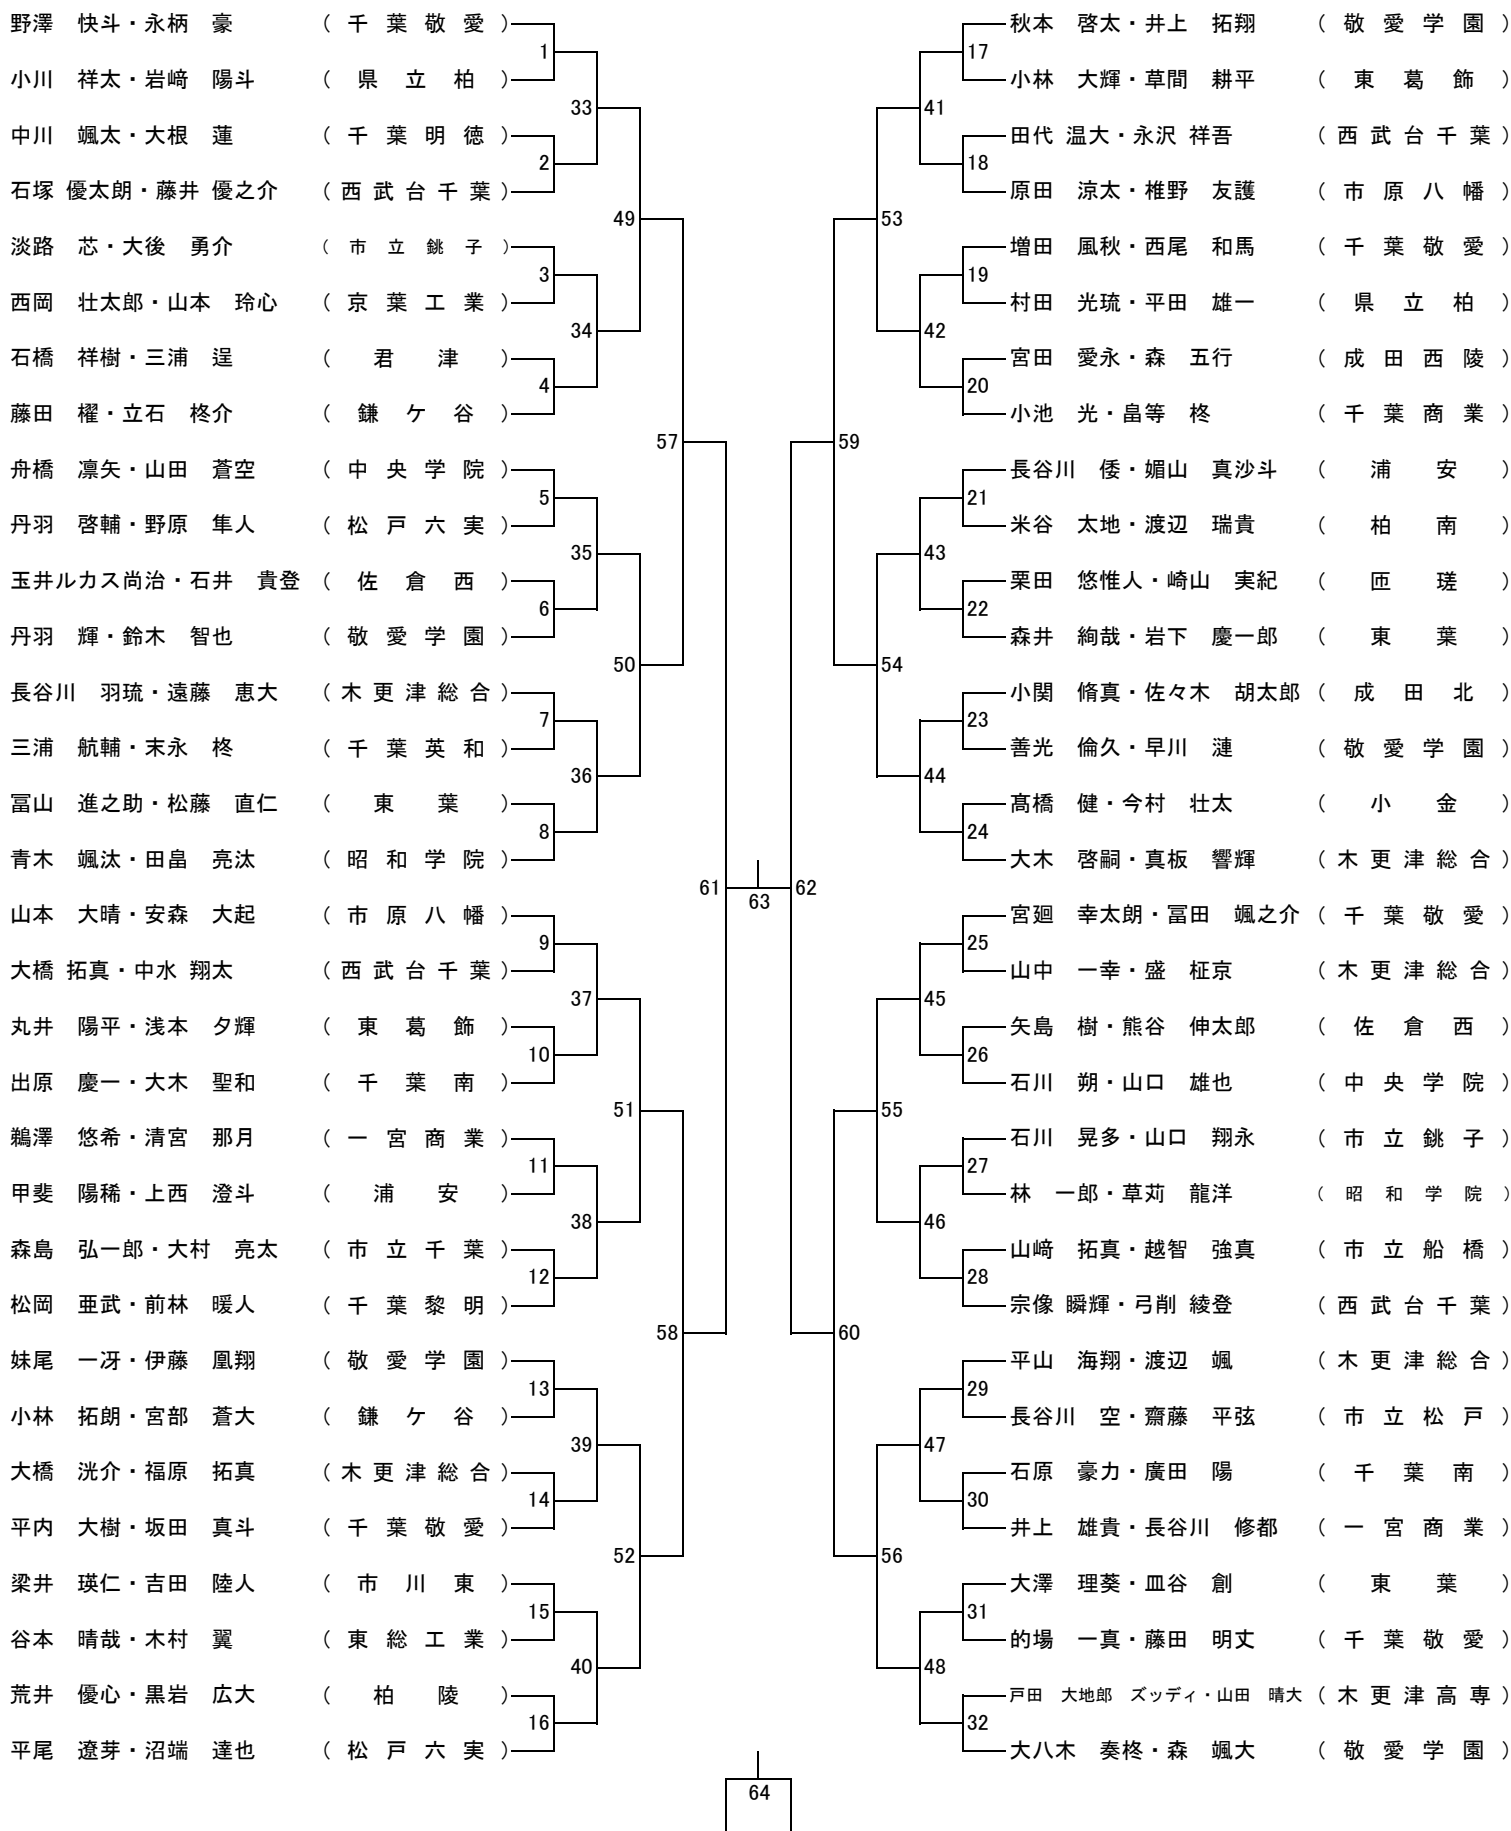 野澤 快斗・永柄 豪 (千葉敬愛)
1
小川 祥太・岩﨑 陽斗 (県立柏)
33
中川 颯太・大根 蓮 (千葉明徳)
2
石塚 優太朗・藤井 優之介 (西武台千葉)
49
淡路 芯・大後 勇介 (市立銚子)
3
西岡 壮太郎・山本 玲心 (京葉工業)
34
石橋 祥樹・三浦 逞 (君津)
4
藤田 櫂・立石 柊介 (鎌ケ谷)
57
舟橋 凛矢・山田 蒼空 (中央学院)
5
丹羽 啓輔・野原 隼人 (松戸六実)
35
玉井ルカス尚治・石井 貴登 (佐倉西)
6
丹羽 輝・鈴木 智也 (敬愛学園)
50
長谷川 羽琉・遠藤 恵大 (木更津総合)
7
三浦 航輔・末永 柊 (千葉英和)
36
冨山 進之助・松藤 直仁 (東葉)
8
青木 颯汰・田畠 亮汰 (昭和学院)
61
山本 大晴・安森 大起 (市原八幡)
9
大橋 拓真・中水 翔太 (西武台千葉)
37
丸井 陽平・浅本 夕輝 (東葛飾)
10
出原 慶一・大木 聖和 (千葉南)
51
鵜澤 悠希・清宮 那月 (一宮商業)
11
甲斐 陽稀・上西 澄斗 (浦安)
38
森島 弘一郎・大村 亮太 (市立千葉)
12
松岡 亜武・前林 暖人 (千葉黎明)
58
妹尾 一冴・伊藤 凰翔 (敬愛学園)
13
小林 拓朗・宮部 蒼大 (鎌ケ谷)
39
大橋 洸介・福原 拓真 (木更津総合)
14
平内 大樹・坂田 真斗 (千葉敬愛)
52
梁井 瑛仁・吉田 陸人 (市川東)
15
谷本 晴哉・木村 翼 (東総工業)
40
荒井 優心・黒岩 広大 (柏陵)
16
平尾 遼芽・沼端 達也 (松戸六実)
63
64
秋本 啓太・井上 拓翔 (敬愛学園)
17
小林 大輝・草間 耕平 (東葛飾)
41
田代 温大・永沢 祥吾 (西武台千葉)
18
原田 涼太・椎野 友護 (市原八幡)
53
増田 風秋・西尾 和馬 (千葉敬愛)
19
村田 光琉・平田 雄一 (県立柏)
42
宮田 愛永・森 五行 (成田西陵)
20
小池 光・畠等 柊 (千葉商業)
59
長谷川 倭・媚山 真沙斗 (浦安)
21
米谷 太地・渡辺 瑞貴 (柏南)
43
栗田 悠惟人・崎山 実紀 (匝瑳)
22
森井 絢哉・岩下 慶一郎 (東葉)
54
小関 脩真・佐々木 胡太郎 (成田北)
23
善光 倫久・早川 漣 (敬愛学園)
44
髙橋 健・今村 壮太 (小金)
24
大木 啓嗣・真板 響輝 (木更津総合)
62
宮廻 幸太朗・冨田 颯之介 (千葉敬愛)
25
山中 一幸・盛 柾京 (木更津総合)
45
矢島 樹・熊谷 伸太郎 (佐倉西)
26
石川 朔・山口 雄也 (中央学院)
55
石川 晃多・山口 翔永 (市立銚子)
27
林 一郎・草苅 龍洋 (昭和学院)
46
山﨑 拓真・越智 強真 (市立船橋)
28
宗像 瞬輝・弓削 綾登 (西武台千葉)
60
平山 海翔・渡辺 颯 (木更津総合)
29
長谷川 空・齋藤 平弦 (市立松戸)
47
石原 豪力・廣田 陽 (千葉南)
30
井上 雄貴・長谷川 修都 (一宮商業)
56
大澤 理葵・皿谷 創 (東葉)
31
的場 一真・藤田 明丈 (千葉敬愛)
48
戸田 大地郎 ズッディ・山田 晴大 (木更津高専)
32
大八木 奏柊・森 颯大 (敬愛学園)